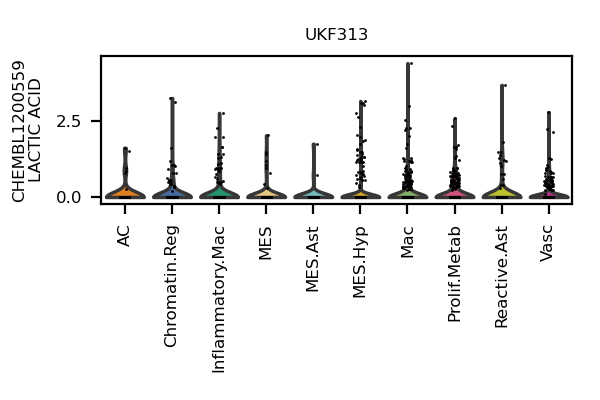 UKF313
CHEMBL1200559
LACTIC ACID
2.5
0.0
AC
Chromatin.Reg
Inflammatory.Mac
MES
MES.Ast
MES.Hyp
Mac
Prolif.Metab
Reactive.Ast
Vasc